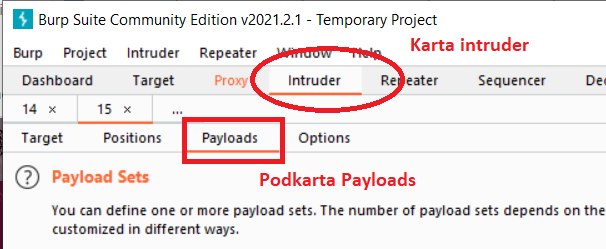 Burp Suite Community Edition v2021.2.1 - Temporary Project
Burp Project Intruder Repeater Window Help
Karta intruder
Dashboard Target Proxy Intruder Repeater Sequencer
14 × 15 × ...
Target Positions Payloads Options
Podkarta Payloads
? Payload Sets
You can define one or more payload sets. The number of payload sets depends on the
customized in different ways.